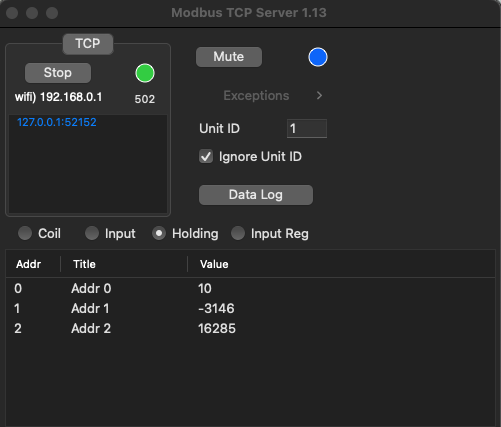 Modbus TCP Server 1.13
TCP
Stop
wifi) 192.168.0.1 502
127.0.0.1:52152
Mute
Exceptions >
Unit ID 1
Ignore Unit ID
Data Log
Coil Input Holding Input Reg
Addr Title Value
0 Addr 0 10
1 Addr 1 -3146
2 Addr 2 16285